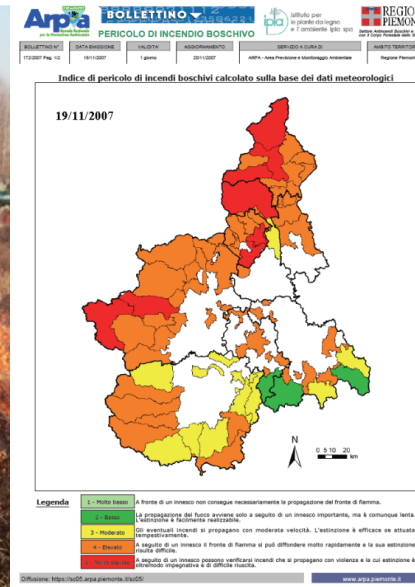 Arpa
BOLLETTINO
PERICOLO DI INCENDIO BOSCHIVO
ipla
istituto per
le piante da legno
e l'ambiente ipla spa
REGIO
PIEMON
BOLLETTINO N°
DATA EMISSIONE
VALIDITA'
AGGIORNAMENTO
SERVIZIO A CURA DI
AMBITO TERRITOR
172/2007 Pag. 1/2
19/11/2007
1 giorno
20/11/2007
ARPA - Area Previsione e Monitoraggio Ambientale
Regione Piemon
Indice di pericolo di incendi boschivi calcolato sulla base dei dati meteorologici
19/11/2007
N
0 5 10 20
km
Legenda
1 - Molto basso
A fronte di un innesco non consegue necessariamente la propagazione del fronte di fiamma.
2 - Basso
La propagazione del fuoco avviene solo a seguito di un innesco importante, ma è comunque lenta.
L'estinzione è facilmente realizzabile.
3 - Moderato
Gli eventuali incendi si propagano con moderata velocità. L'estinzione è efficace se attuata
tempestivamente.
4 - Elevato
A seguito di un innesco il fronte di fiamma si può diffondere molto rapidamente e la sua estinzione
risulta difficile.
A seguito di un innesco possono verificarsi incendi che si propagano con violenza e la cui estinzione è
oltremodo impegnativa e di difficile riuscita.
Diffusione: https://sc05.arpa.piemonte.it/sc05/
www.arpa.piemonte.it